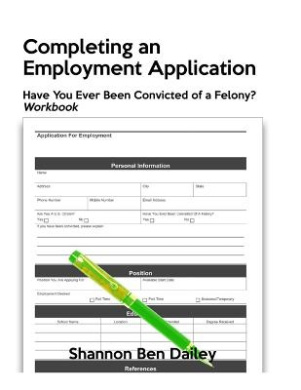 Completing an
Employment Application
Have You Ever Been Convicted of a Felony?
Workbook
Application For Employment
Personal Information
Name
Address City State
Phone Number Mobile Number Email Address
Are You A U.S. Citizen? Have You Ever Been Convicted Of A Felony?
Yes No Yes No
If you have been convicted, please explain
Position
Position You Are Applying For Available Start Date
Employment Desired Full Time Part Time Seasonal/Temporary
School Name Location Degree Received
Shannon Ben Dailey
References